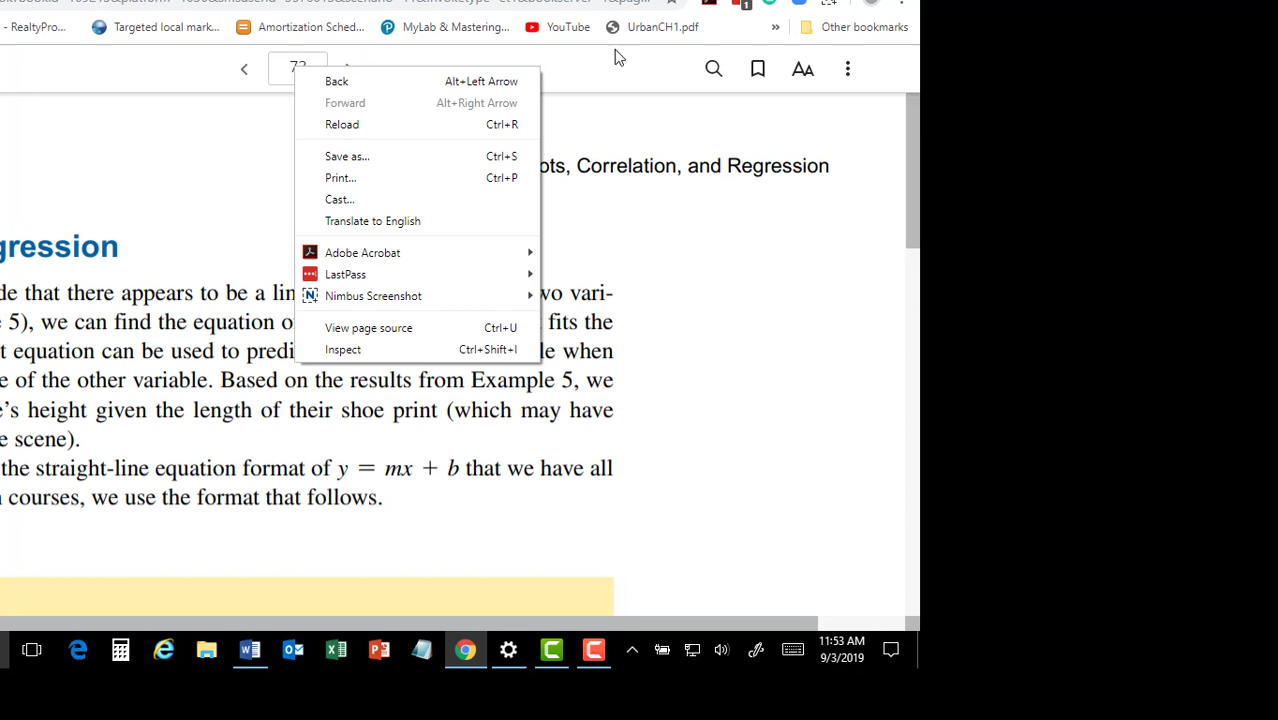 - RealtyPro...
Targeted local mark...
Amortization Sched...
MyLab & Mastering...
YouTube
UrbanCH1.pdf
»
Other bookmarks
1
AA
Back Alt+Left Arrow
Forward Alt+Right Arrow
Reload Ctrl+R
Save as... Ctrl+S
Print... Ctrl+P
Cast...
Translate to English
Adobe Acrobat
LastPass
Nimbus Screenshot
View page source Ctrl+U
Inspect Ctrl+Shift+I
ots, Correlation, and Regression
gression
de that there appears to be a lin wo vari-
e 5), we can find the equation o fits the
t equation can be used to predi le when
e of the other variable. Based on the results from Example 5, we
e's height given the length of their shoe print (which may have
e scene).
the straight-line equation format of y = mx + b that we have all
n courses, we use the format that follows.
11:53 AM
9/3/2019